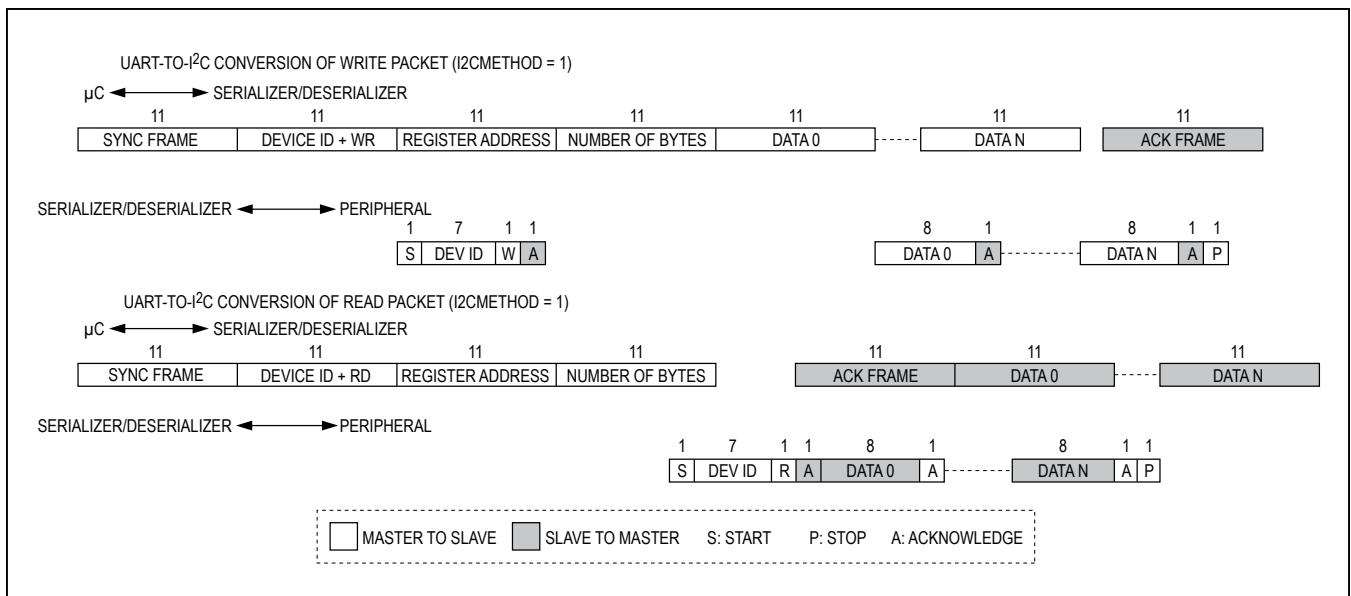 UART-TO-I2C CONVERSION OF WRITE PACKET (I2CMETHOD = 1)
µC SERIALIZER/DESERIALIZER
11 11 11 11 11 11 11
SYNC FRAME DEVICE ID + WR REGISTER ADDRESS NUMBER OF BYTES DATA 0 DATA N ACK FRAME
SERIALIZER/DESERIALIZER PERIPHERAL
1 7 1 1 8 1 8 1 1
S DEV ID W A DATA 0 A DATA N A P
UART-TO-I2C CONVERSION OF READ PACKET (I2CMETHOD = 1)
µC SERIALIZER/DESERIALIZER
11 11 11 11 11 11 11
SYNC FRAME DEVICE ID + RD REGISTER ADDRESS NUMBER OF BYTES ACK FRAME DATA 0 DATA N
SERIALIZER/DESERIALIZER PERIPHERAL
1 7 1 1 8 1 8 1 1
S DEV ID R A DATA 0 A DATA N A P
MASTER TO SLAVE SLAVE TO MASTER S: START P: STOP A: ACKNOWLEDGE